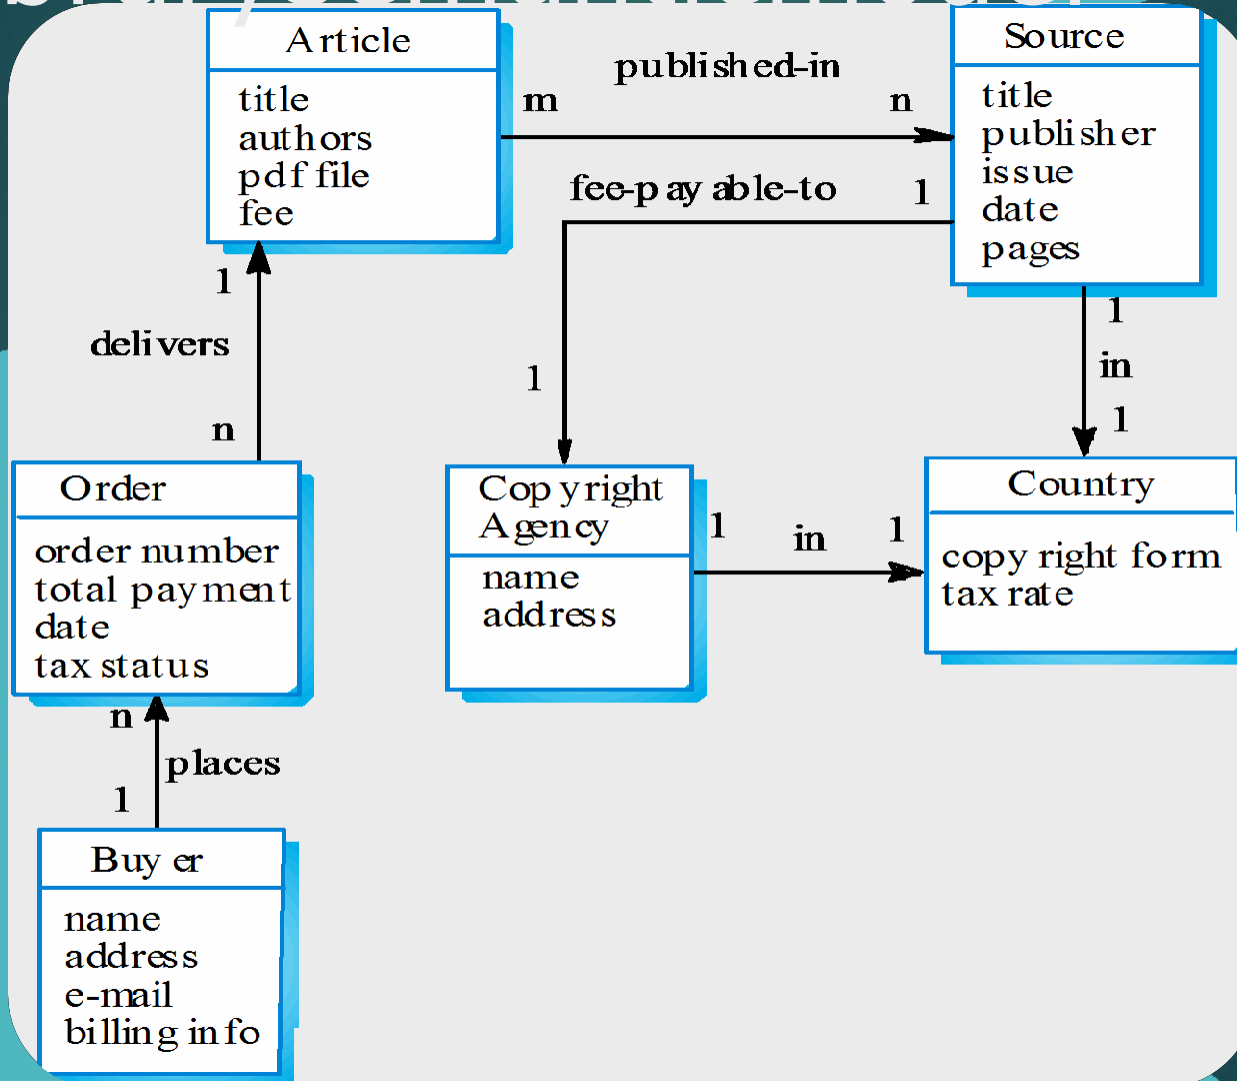 Article
title
authors
pdf file
fee
published-in
m
n
Source
title
publisher
issue
date
pages
fee-payable-to
1
1
1
delivers
n
1
in
1
Order
order number
total payment
date
tax status
Copyright
Agency
name
address
1
in
1
Country
copyright form
tax rate
n
places
1
Buyer
name
address
e-mail
billing info